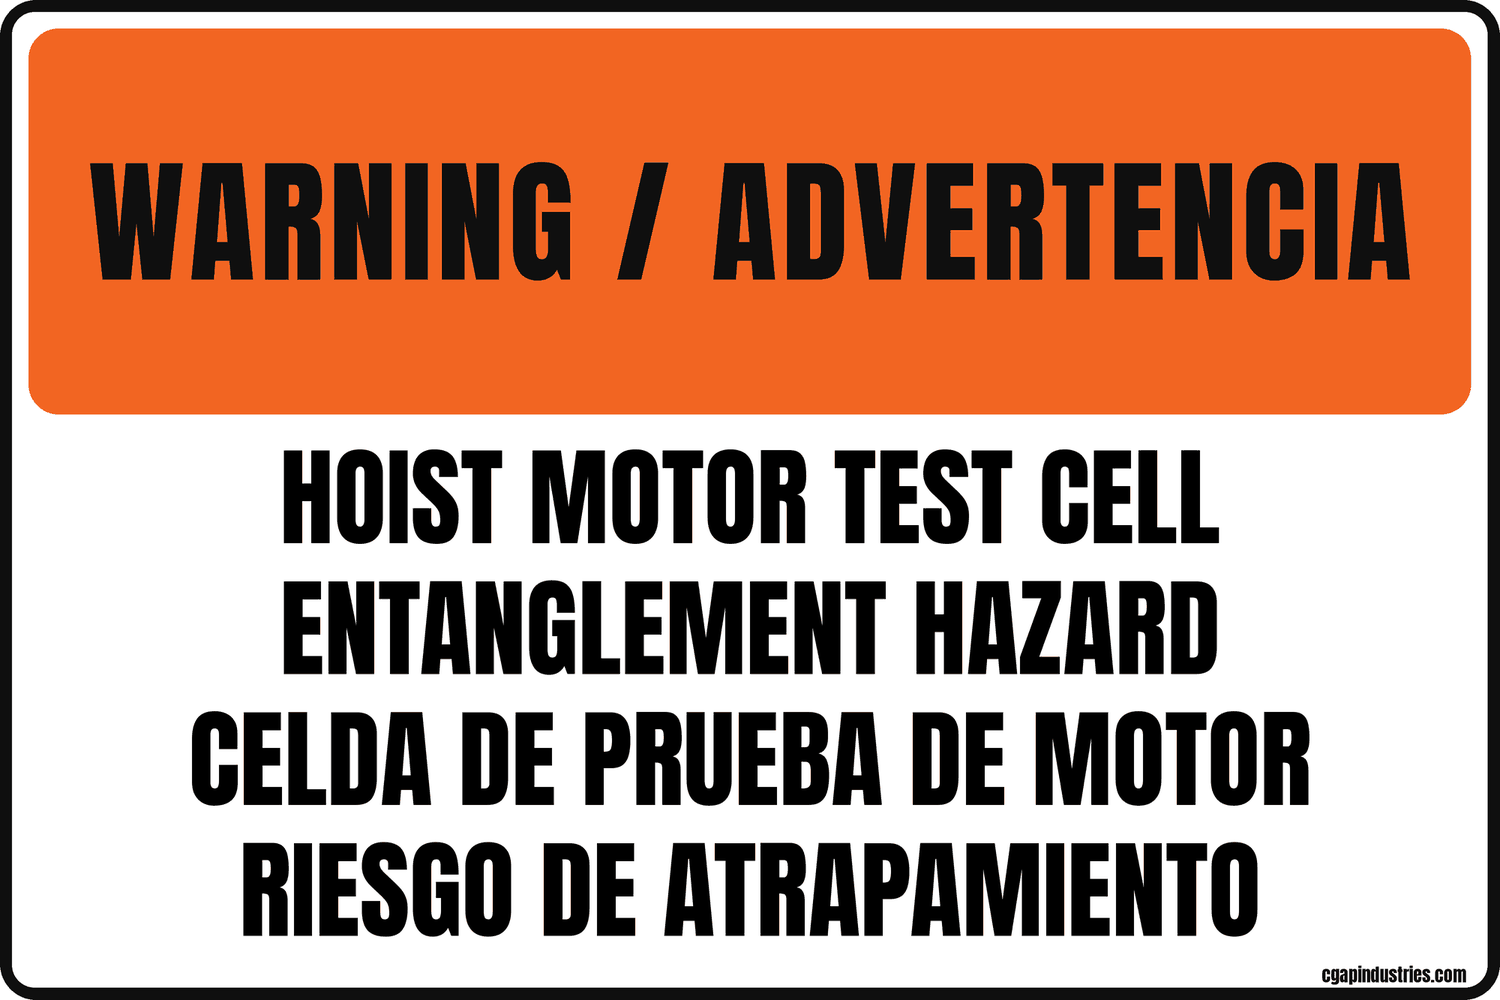 WARNING / ADVERTENCIA
HOIST MOTOR TEST CELL
ENTANGLEMENT HAZARD
CELDA DE PRUEBA DE MOTOR
RIESGO DE ATRAPAMIENTO
cgapindustries.com